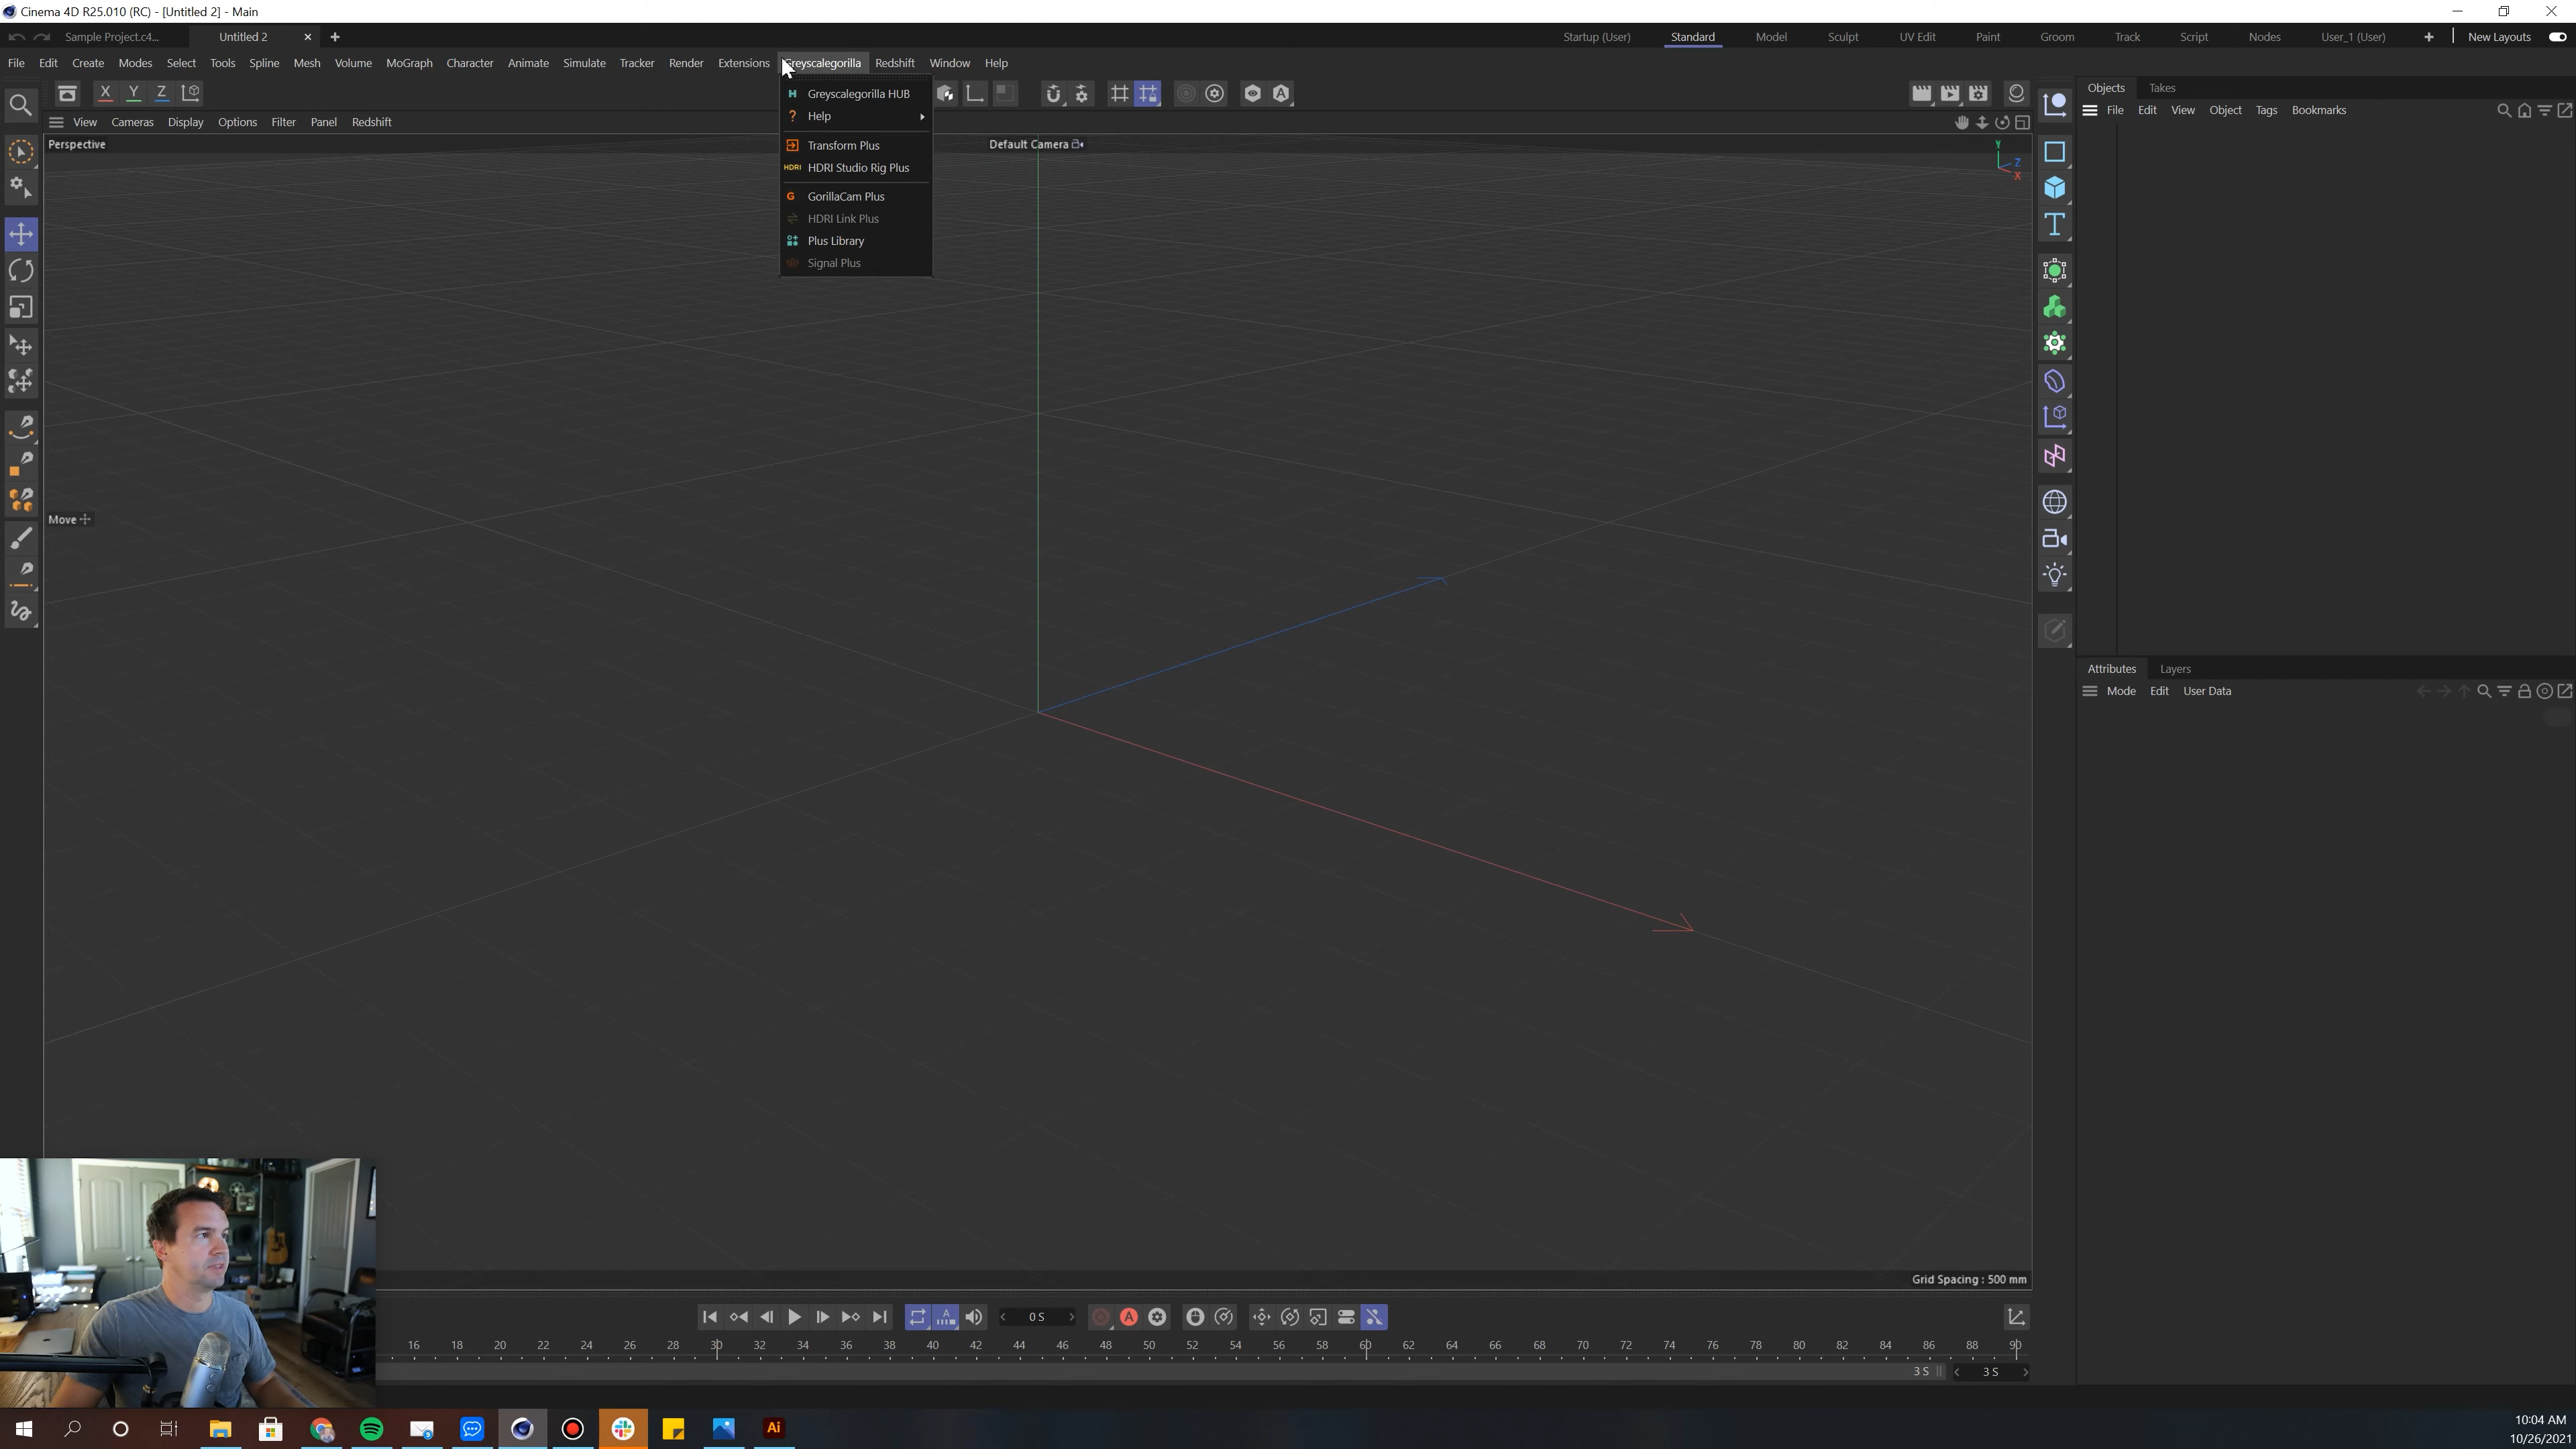 Cinema 4D R25.010 (RC) - [Untitled 2] - Main
Sample Project.c4... Untitled 2 × +
Startup (User) Standard Model Sculpt UV Edit Paint Groom Track Script Nodes User_1 (User) + New Layouts
File Edit Create Modes Select Tools Spline Mesh Volume MoGraph Character Animate Simulate Tracker Render Extensions Greyscalegorilla Redshift Window Help
X Y Z
A
View Cameras Display Options Filter Panel Redshift
Perspective
Default Camera
Y
Z
X
Greyscalegorilla HUB
? Help
Transform Plus
HDRI HDRI Studio Rig Plus
G GorillaCam Plus
HDRI Link Plus
Plus Library
Signal Plus
Move
T
Objects Takes
File Edit View Object Tags Bookmarks
Attributes Layers
Mode Edit User Data
Grid Spacing : 500 mm
A
0 S
A
16 18 20 22 24 26 28 30 32 34 36 38 40 42 44 46 48 50 52 54 56 58 60 62 64 66 68 70 72 74 76 78 80 82 84 86 88 90
3 S
3 S
Ai
10:04 AM
10/26/2021